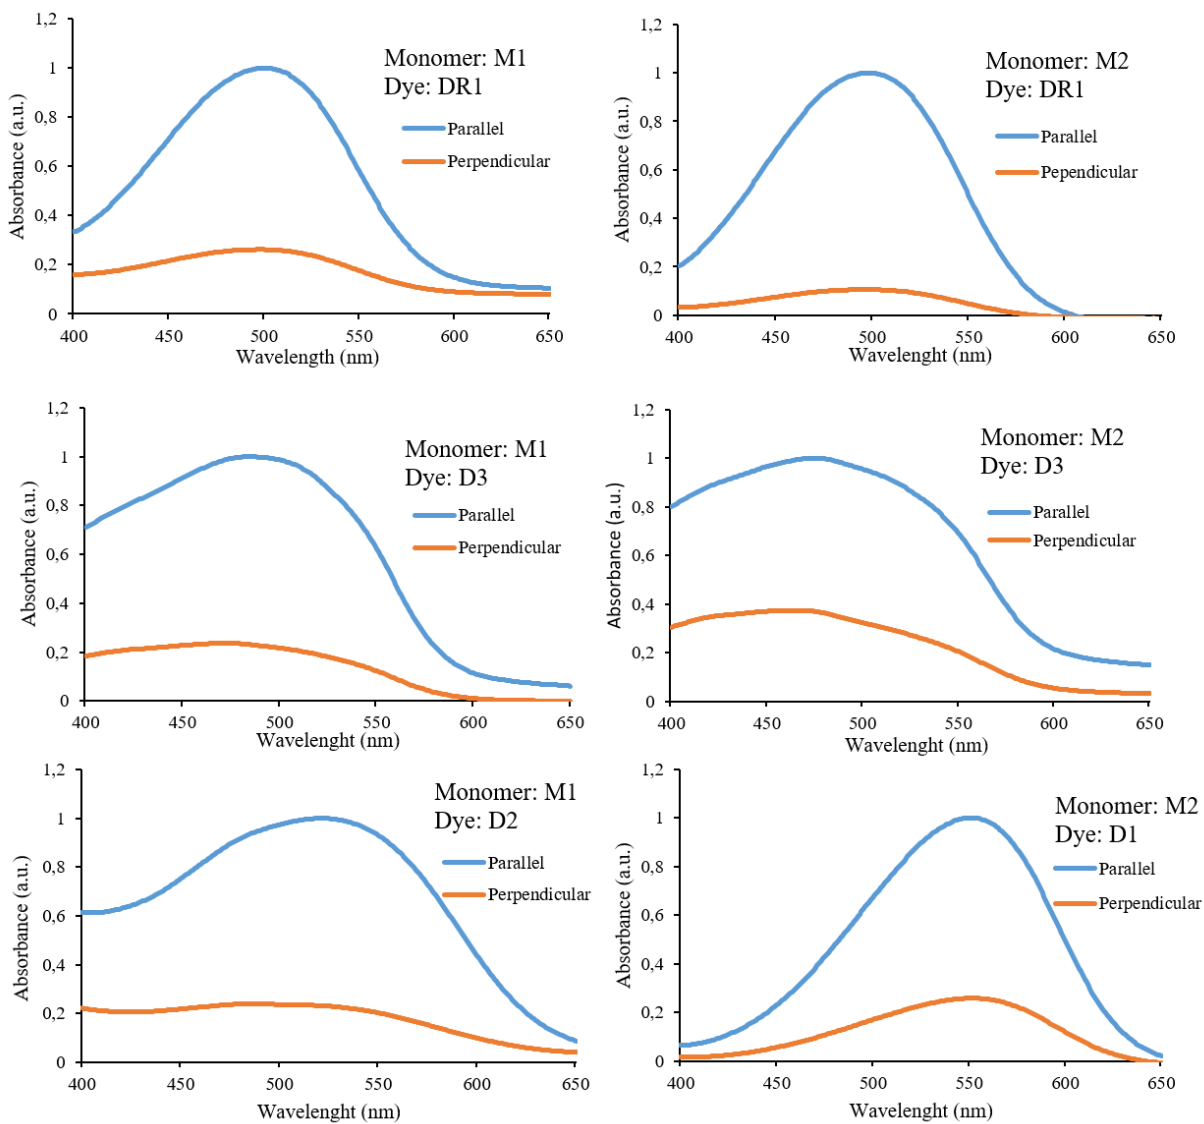 1,2
1
0,8
0,6
0,4
0,2
0
Absorbance (a.u.)
Monomer: M1
Dye: DR1
Parallel
Perpendicular
400 450 500 550 600 650
Wavelength (nm)
1,2
1
0,8
0,6
0,4
0,2
0
Absorbance (a.u.)
Monomer: M2
Dye: DR1
Parallel
Pependicular
400 450 500 550 600 650
Wavelenght (nm)
1,2
1
0,8
0,6
0,4
0,2
0
Absorbance (a.u.)
Monomer: M1
Dye: D3
Parallel
Perpendicular
400 450 500 550 600 650
Wavelenght (nm)
1,2
1
0,8
0,6
0,4
0,2
0
Absorbance (a.u.)
Monomer: M2
Dye: D3
Parallel
Perpendicular
400 450 500 550 600 650
Wavelenght (nm)
1,2
1
0,8
0,6
0,4
0,2
0
Absorbance (a.u.)
Monomer: M1
Dye: D2
Parallel
Perpendicular
400 450 500 550 600 650
Wavelenght (nm)
1,2
1
0,8
0,6
0,4
0,2
0
Absorbance (a.u.)
Monomer: M2
Dye: D1
Parallel
Perpendicular
400 450 500 550 600 650
Wavelenght (nm)